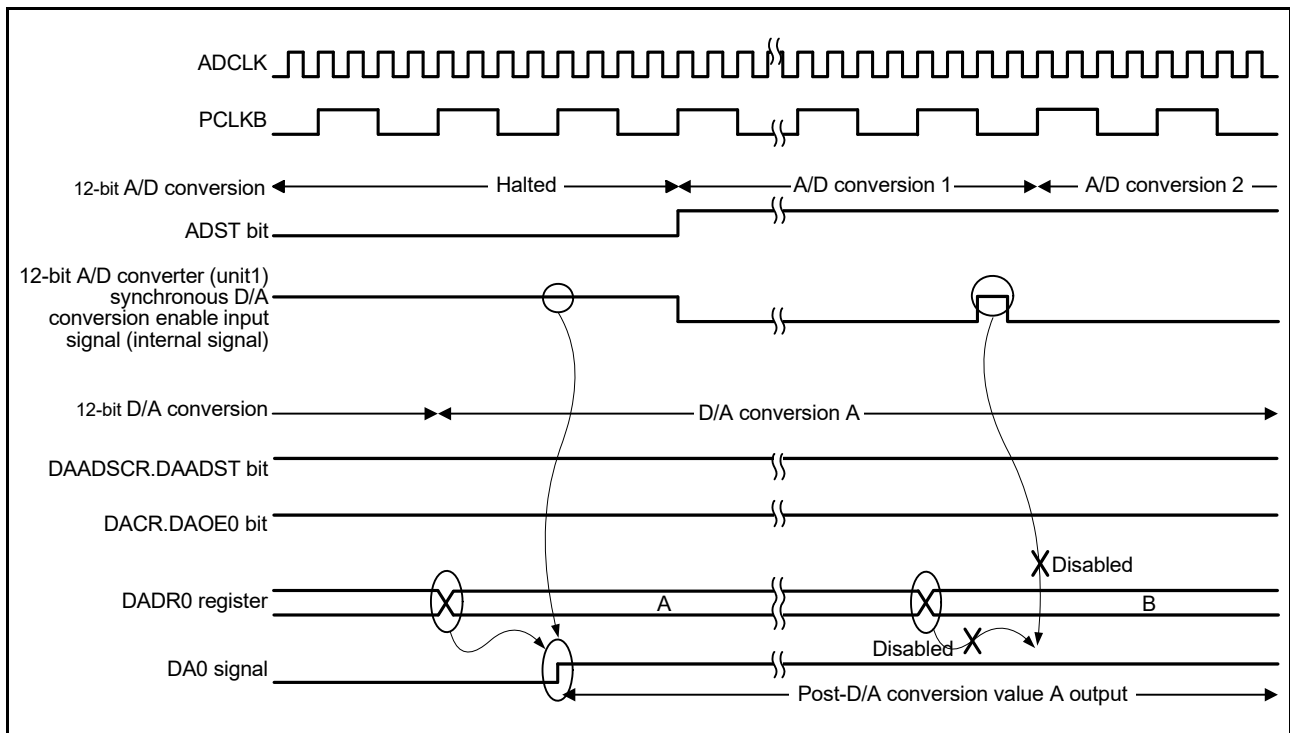 ADCLK
PCLKB
12-bit A/D conversion
Halted
A/D conversion 1
A/D conversion 2
ADST bit
12-bit A/D converter (unit1)
synchronous D/A
conversion enable input
signal (internal signal)
12-bit D/A conversion
D/A conversion A
DAADSCR.DAADST bit
DACR.DAOE0 bit
Disabled
DADR0 register
A
B
Disabled
DA0 signal
Post-D/A conversion value A output